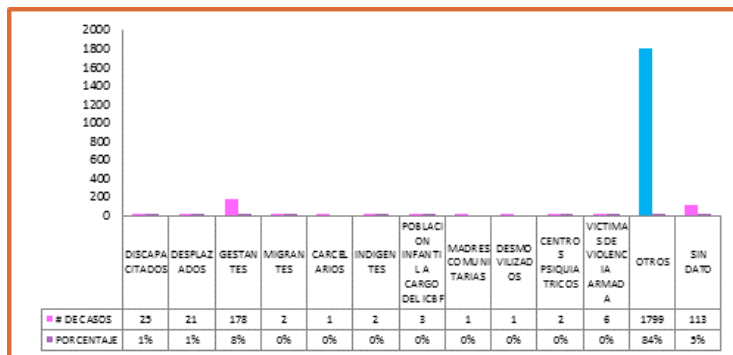 2000
1800
1600
1400
1200
1000
800
600
400
200
0
DISCAPA
CITADOS
DESPLAZ
ADOS
GESTAN
TES
MIGRAN
TES
CARCEL
ARIOS
INDIGEN
TES
POBLACI
ON
INFANTI
L A
CARGO
DEL ICBF
MADRES
COMUNI
TARIAS
DESMO
VILIZAD
OS
CENTRO
S
PSIQUIA
TRICOS
VICTIMA
S DE
VIOLENC
IA
ARMAD
A
OTROS
SIN
DATO
# DE CASOS 25 21 178 2 1 2 3 1 1 2 6 1799 113
PORCENTAJE 1% 1% 8% 0% 0% 0% 0% 0% 0% 0% 0% 84% 5%